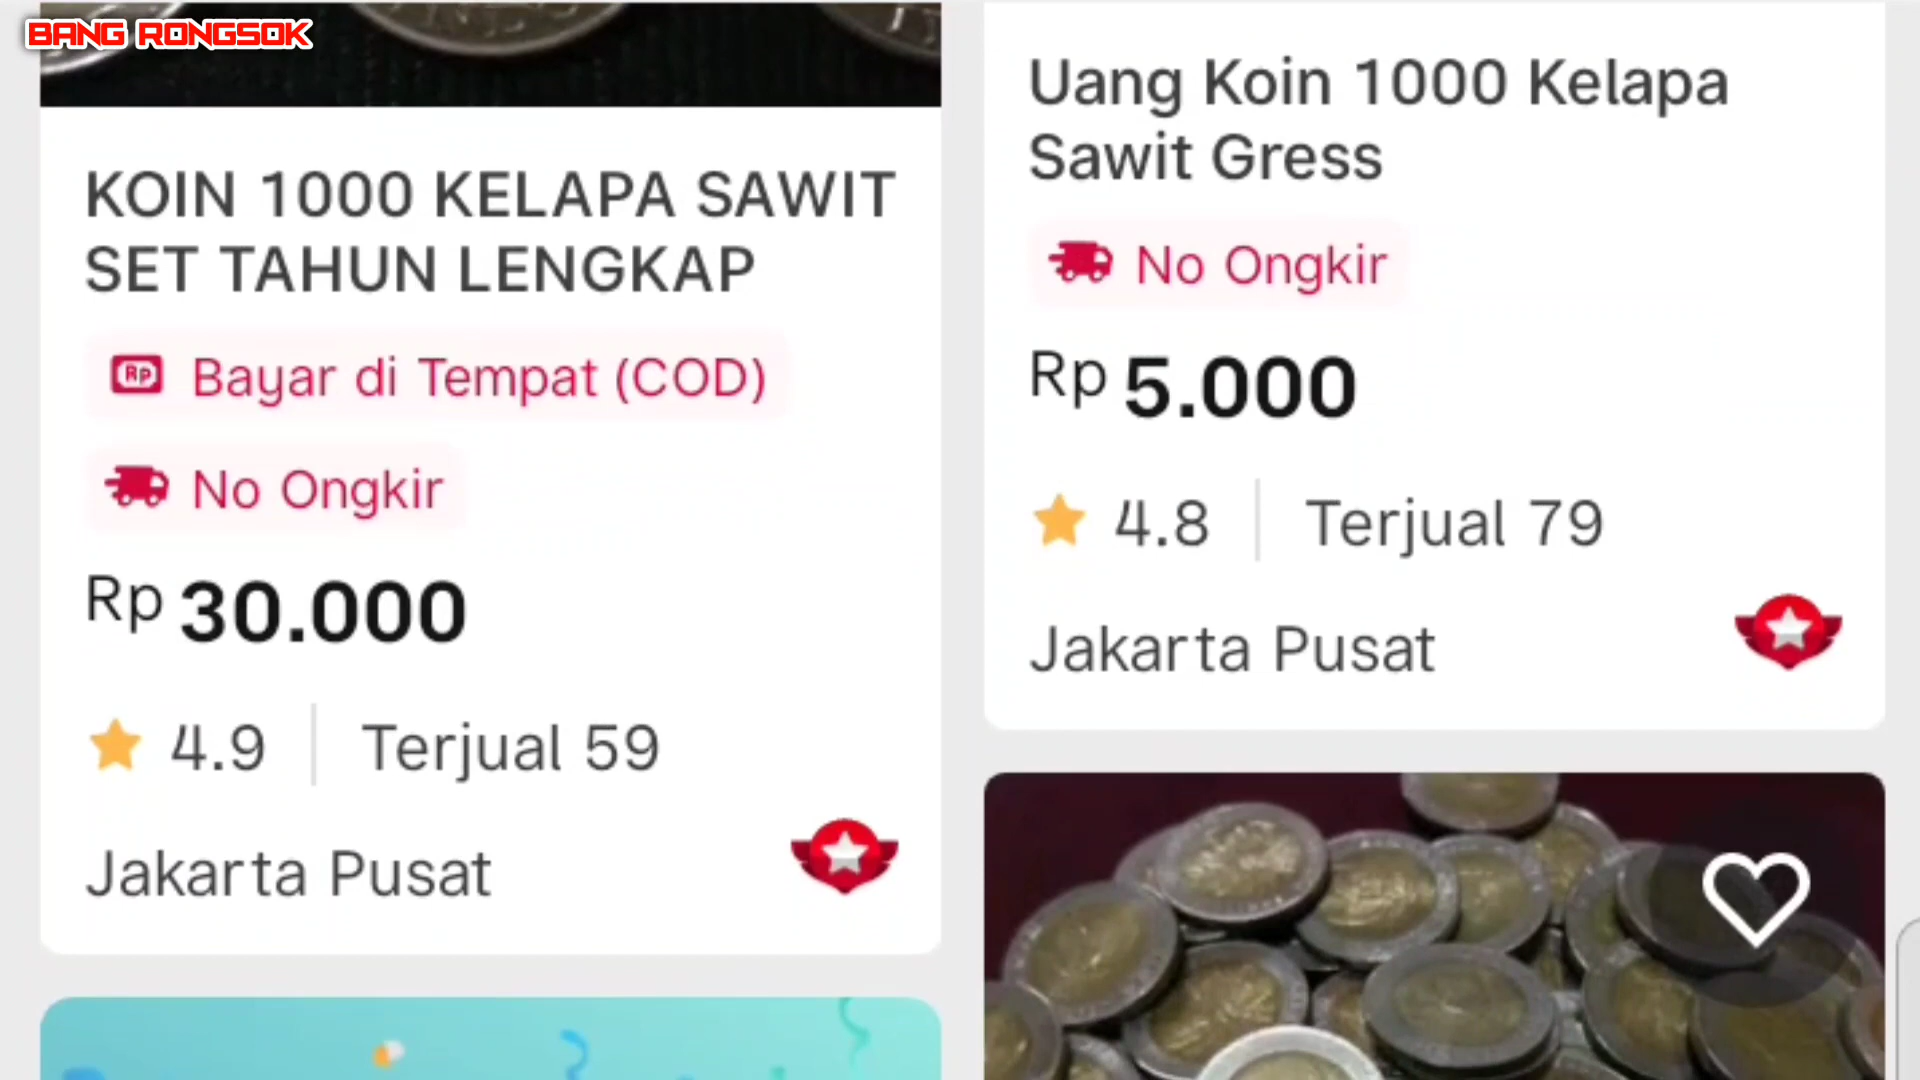 BANG RONGSOK
KOIN 1000 KELAPA SAWIT
SET TAHUN LENGKAP
Rp Bayar di Tempat (COD)
No Ongkir
Rp 30.000
4.9 Terjual 59
Jakarta Pusat
Uang Koin 1000 Kelapa
Sawit Gress
No Ongkir
Rp 5.000
4.8 Terjual 79
Jakarta Pusat